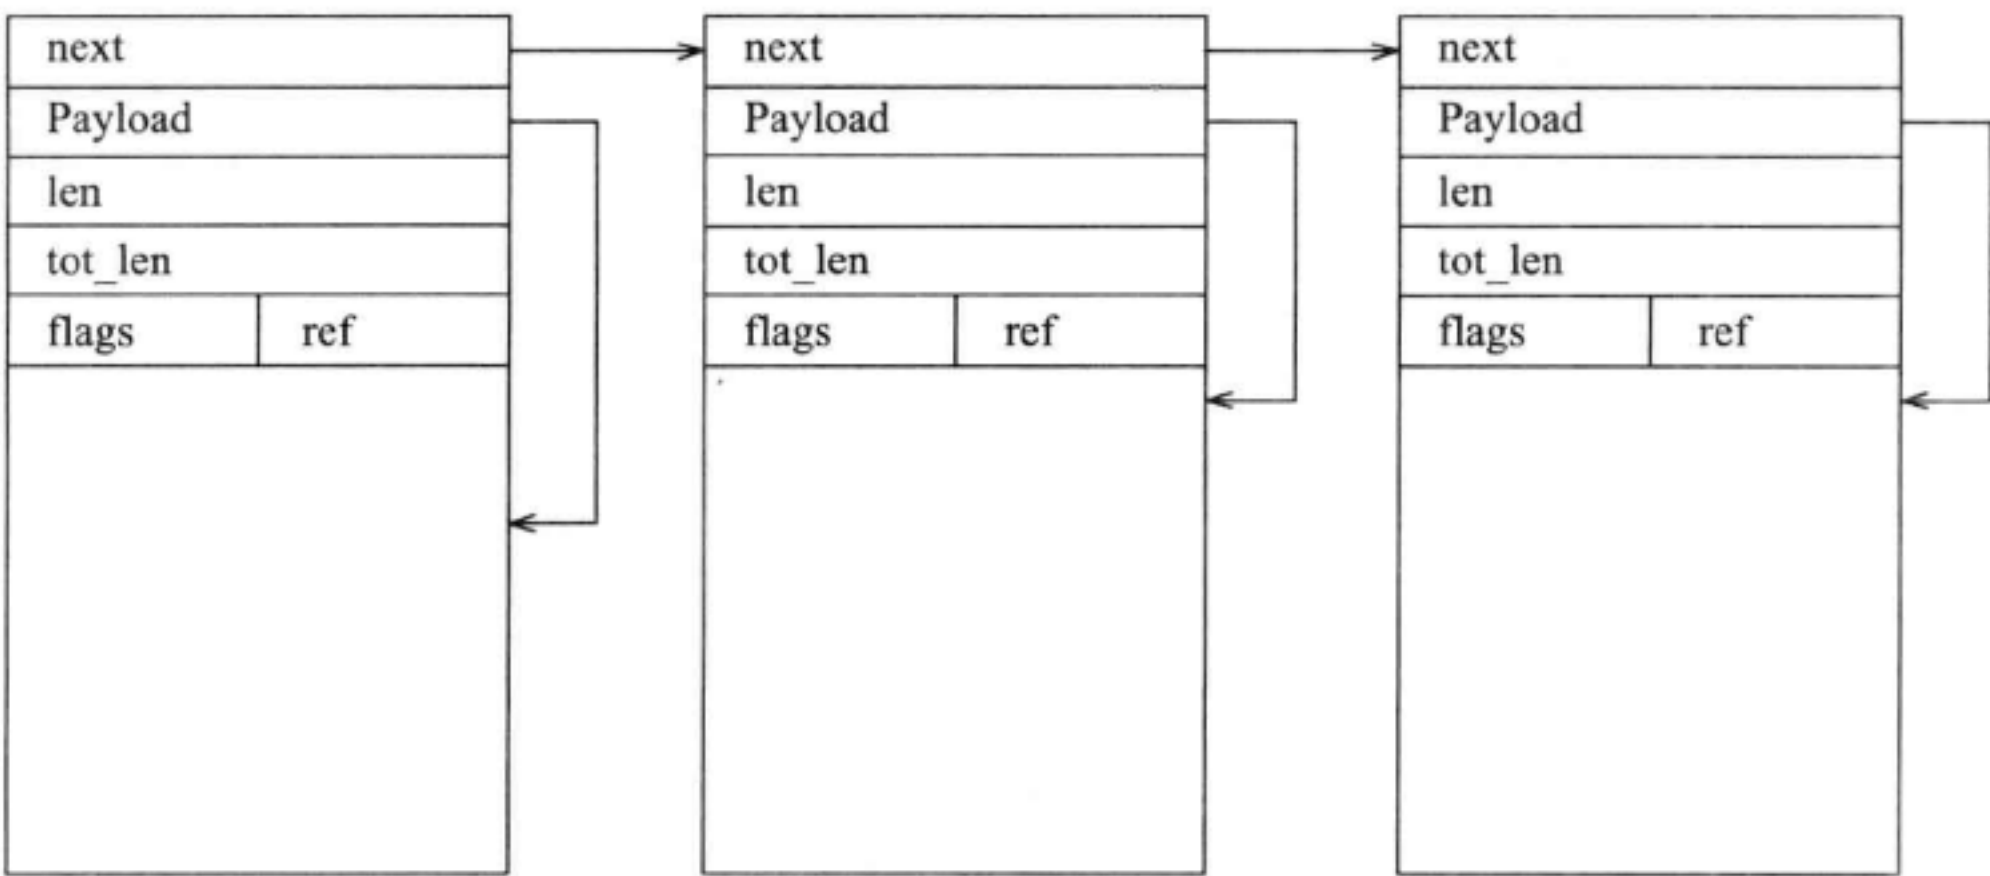 next
Payload
len
tot_len
flags ref
next
Payload
len
tot_len
flags ref
next
Payload
len
tot_len
flags ref